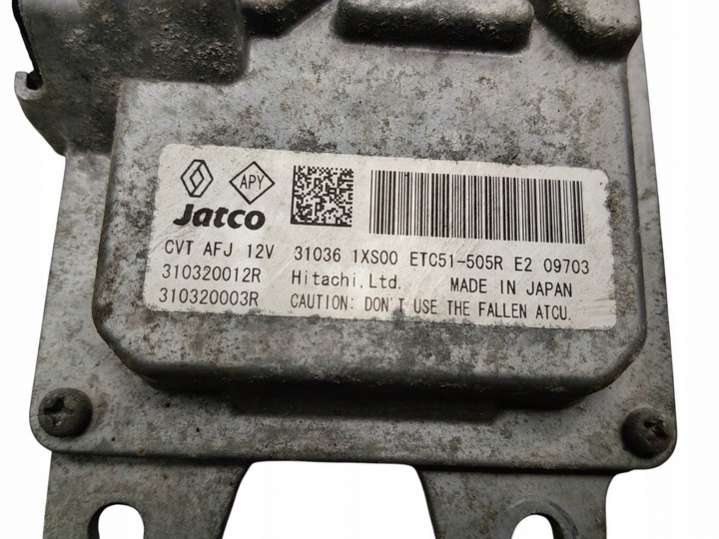 APY
Jatco
CVT AFJ 12V 31036 1XS00 ETC51-505R E2 09703
310320012R Hitachi,Ltd. MADE IN JAPAN
310320003R CAUTION: DON'T USE THE FALLEN ATCU.